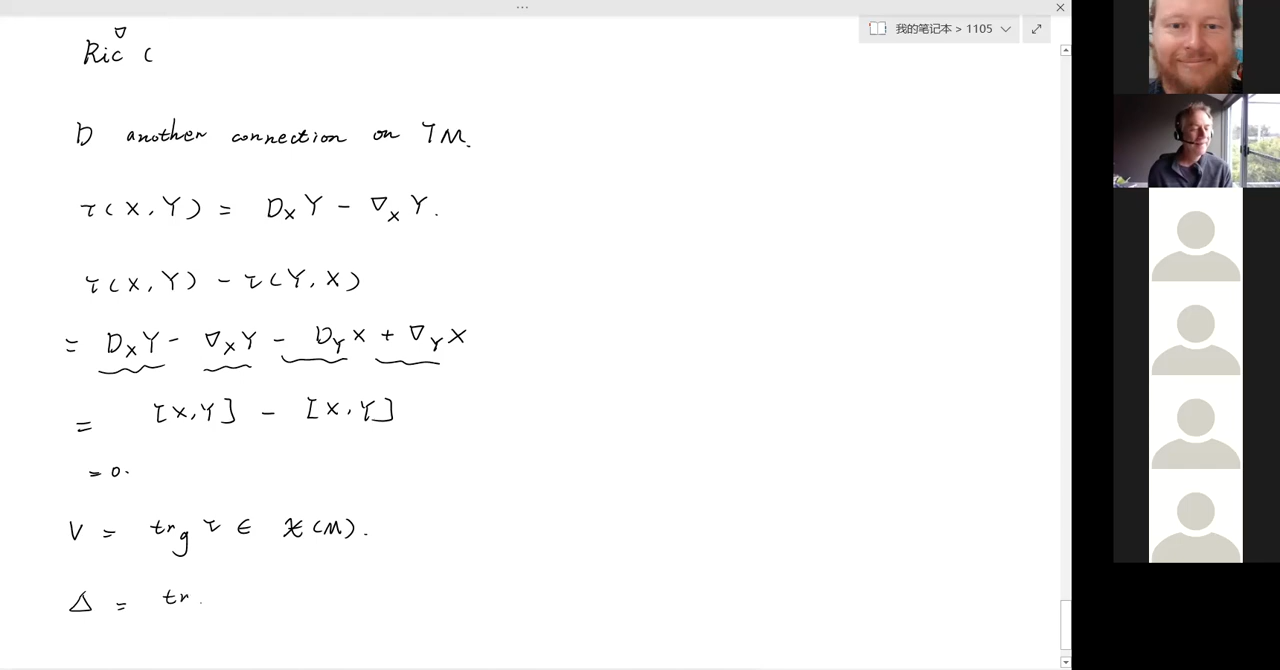 我的笔记本 > 1105
Ric^∇ (
D another connection on TM.
τ(X,Y) = D_X Y - ∇_X Y.
τ(X,Y) - τ(Y,X)
= D_X Y - ∇_X Y - D_Y X + ∇_Y X
= [X,Y] - [X,Y]
= 0.
V = tr_g τ ∈ 𝔛(M).
Δ = tr.